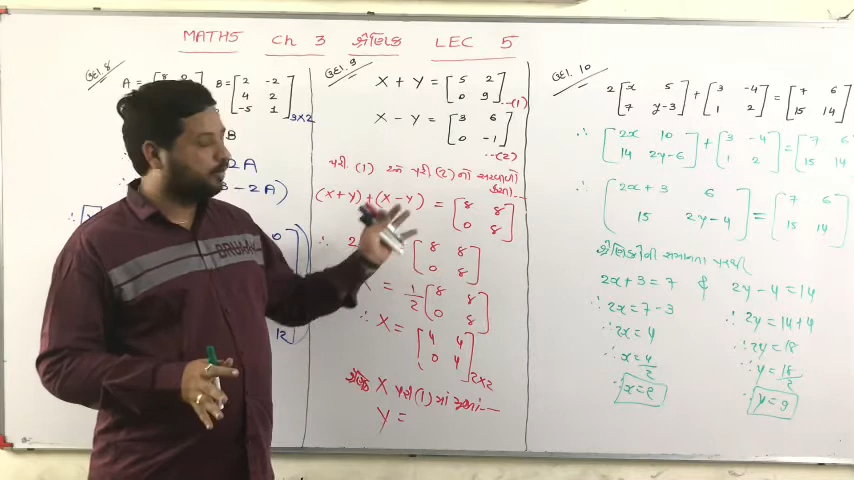 MATHS Ch 3 શ્રેણિક LEC 5
ઉદા. 8
A = [8 0
B = [2 -2
4 2
-5 1] 3×2
B
2A
3 - 2A)
∴
0
12
ઉદા. 9
X + Y = [5 2
0 9] --(1)
X - Y = [3 6
0 -1] --(2)
પરિ. (1) અને પરિ (2) નો સરવાળો
કરતાં--
(X+Y)+(X-Y) = [8 8
0 8]
∴ 2 [8 8
0 8]
= 1/2 [8 8
0 8]
∴ X = [4 4
0 4] 2×2
શ્રેણિક X પરિ (1) માં મુકતાં--
Y =
ઉદા. 10
2 [x 5
7 y-3] + [3 -4
1 2] = [7 6
15 14]
∴ [2x 10
14 2y-6] + [3 -4
1 2] = [7 6
15 14
∴ [2x+3 6
15 2y-4] = [7 6
15 14]
શ્રેણિકોની સમાનતા પરથી
2x+3 = 7 & 2y-4 = 14
∴ 2x = 7-3 ∴ 2y = 14+4
∴ 2x = 4 ∴ 2y = 18
∴ x = 4/2 ∴ y = 18/2
∴ x = ૨ ∴ y = 9